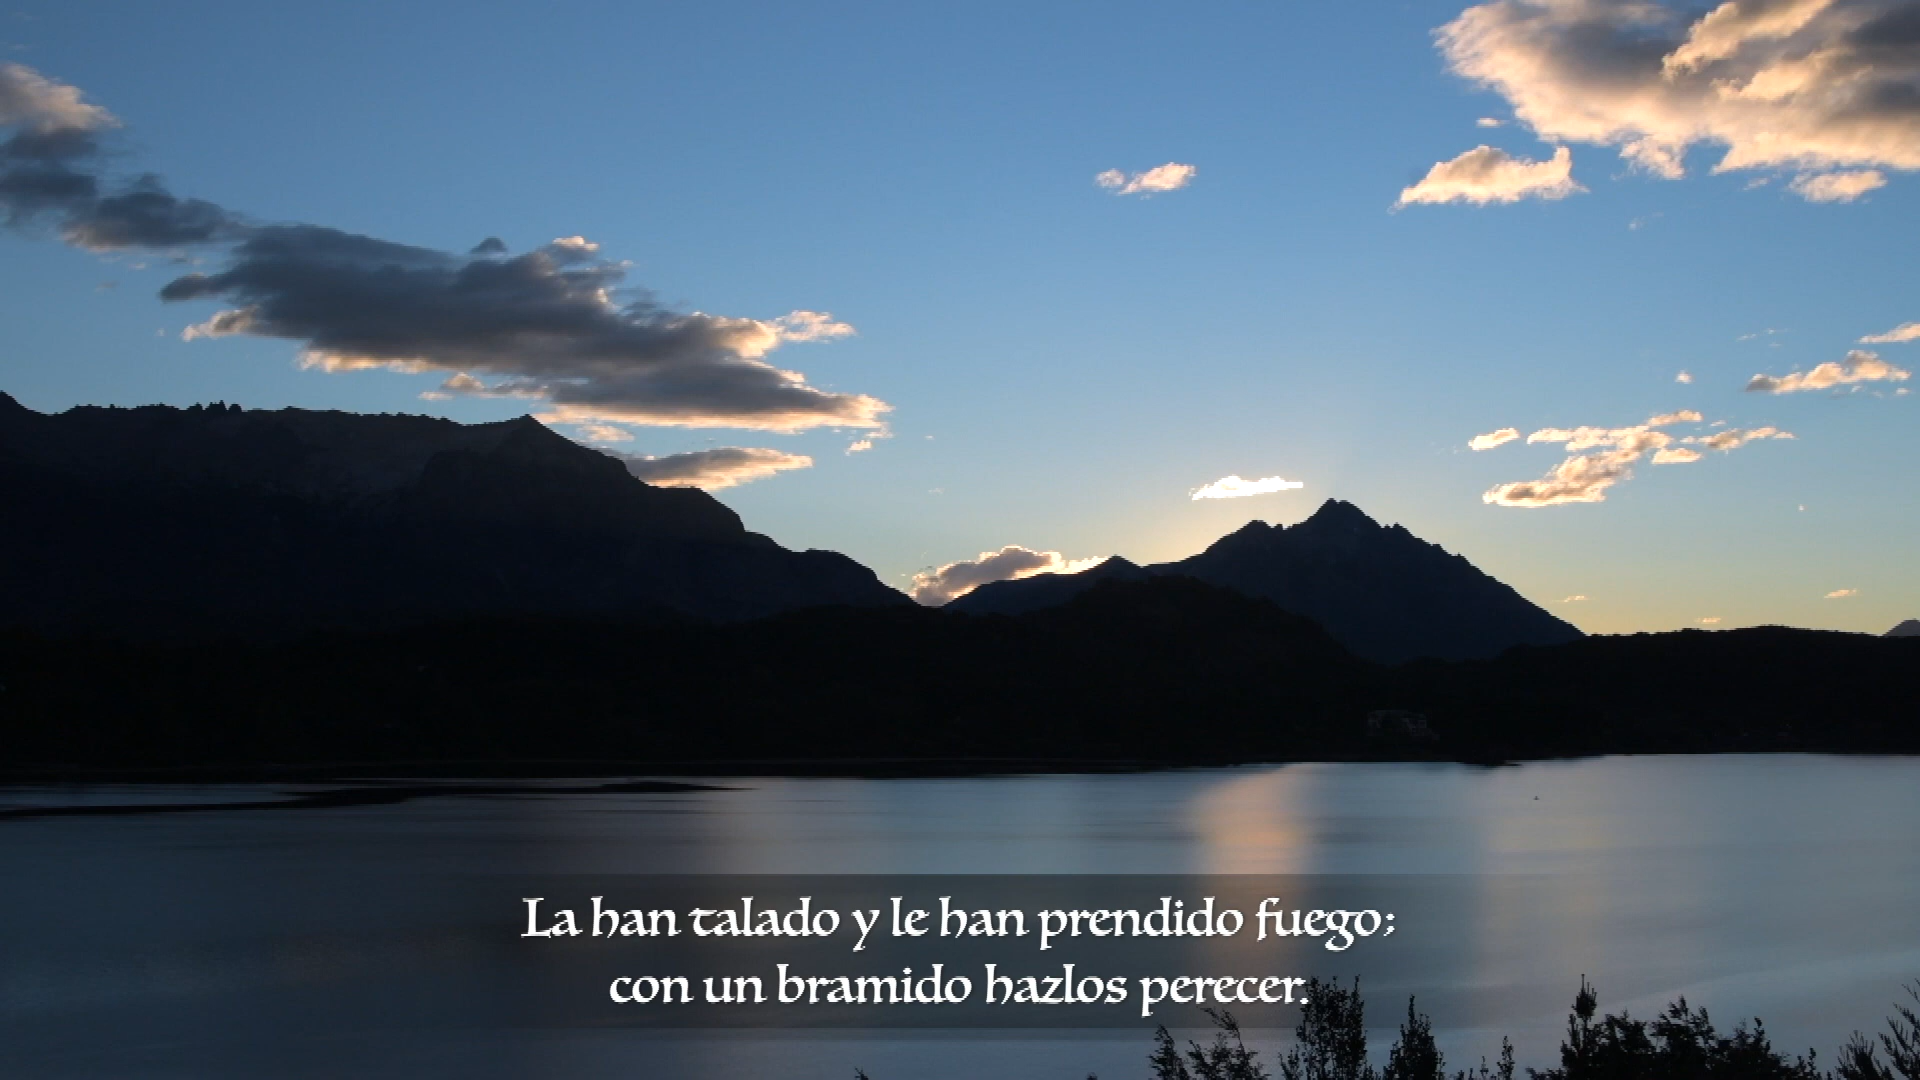 La han talado y le han prendido fuego;
con un bramido hazlos perecer.